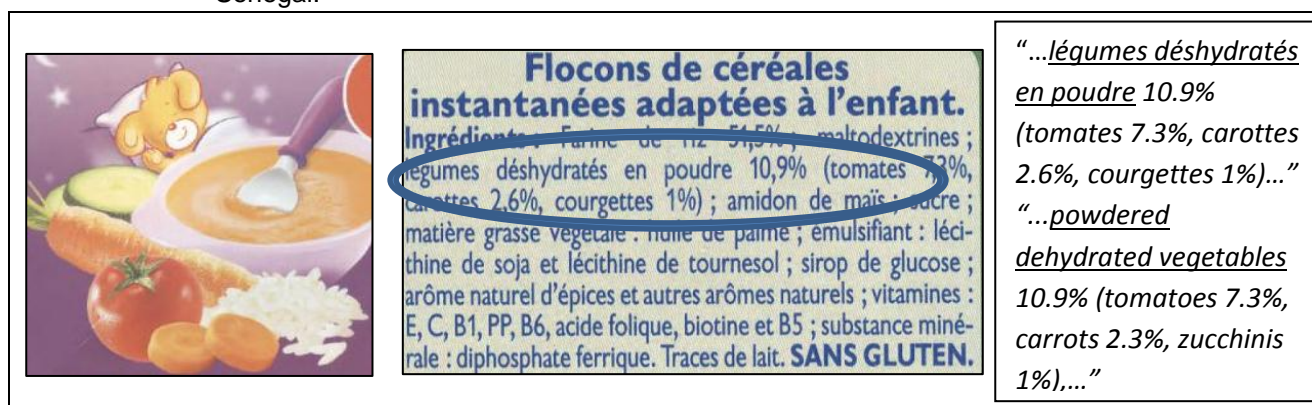 Senegal.
Flocons de céréales
instantanées adaptées à l'enfant.
Ingrédients : Farine de riz 51,5% ; maltodextrines ;
légumes déshydratés en poudre 10,9% (tomates 7,3%,
carottes 2,6%, courgettes 1%) ; amidon de maïs ; sucre ;
matière grasse végétale : huile de palme ; émulsifiant : léci-
thine de soja et lécithine de tournesol ; sirop de glucose ;
arôme naturel d'épices et autres arômes naturels ; vitamines :
E, C, B1, PP, B6, acide folique, biotine et B5 ; substance miné-
rale : diphosphate ferrique. Traces de lait. SANS GLUTEN.
“…légumes déshydratés
en poudre 10.9%
(tomates 7.3%, carottes
2.6%, courgettes 1%)…”
“...powdered
dehydrated vegetables
10.9% (tomatoes 7.3%,
carrots 2.3%, zucchinis
1%),…”